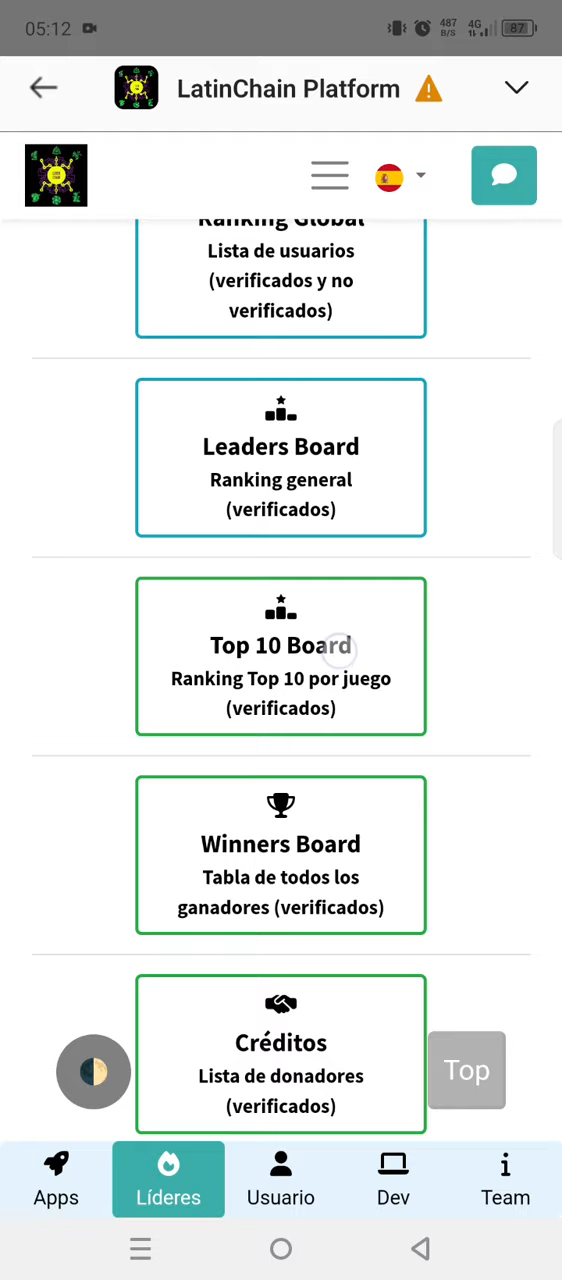 05:12
487
B/S
4G
87
LatinChain Platform
Ranking Global
Lista de usuarios
(verificados y no
verificados)
Leaders Board
Ranking general
(verificados)
Top 10 Board
Ranking Top 10 por juego
(verificados)
Winners Board
Tabla de todos los
ganadores (verificados)
Créditos
Lista de donadores
(verificados)
Top
Apps
Líderes
Usuario
Dev
Team